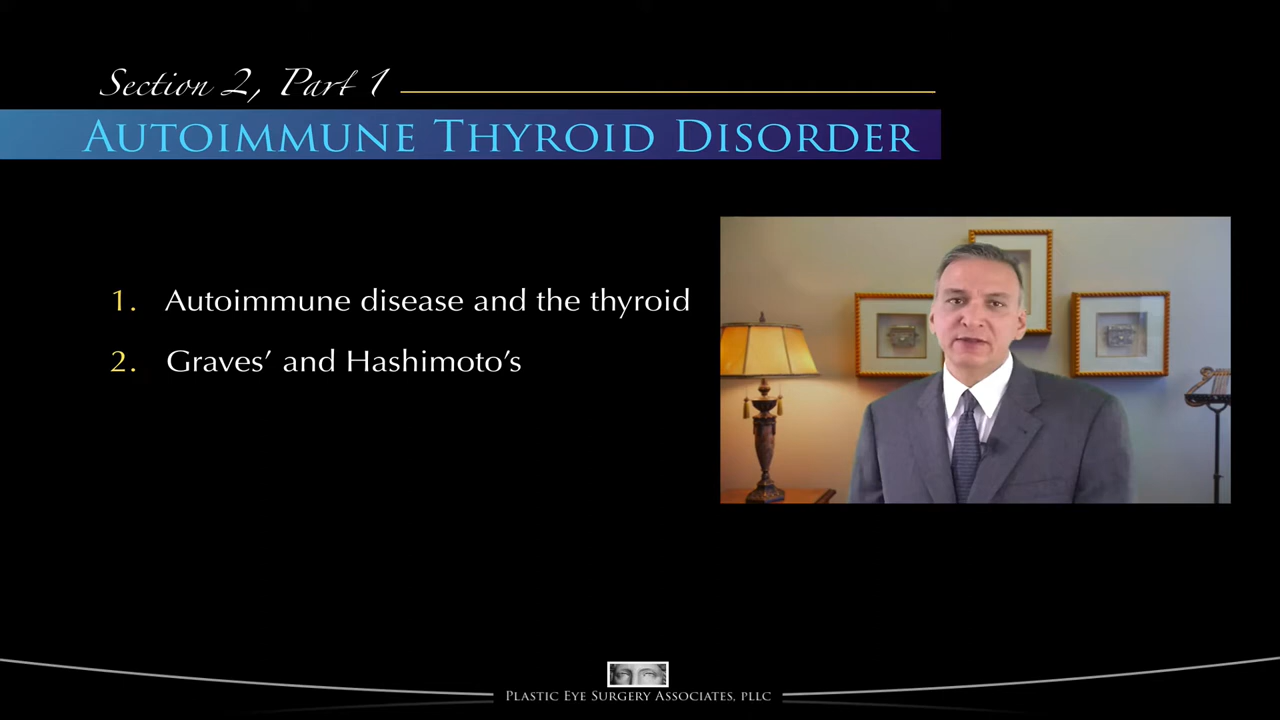 Section 2, Part 1
AUTOIMMUNE THYROID DISORDER
1. Autoimmune disease and the thyroid
2. Graves’ and Hashimoto’s
PLASTIC EYE SURGERY ASSOCIATES, PLLC